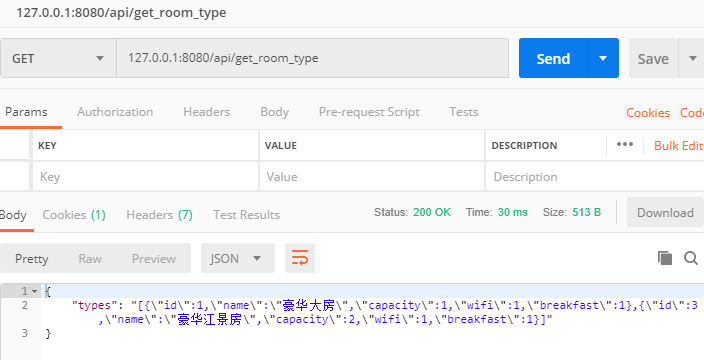 127.0.0.1:8080/api/get_room_type
GET 127.0.0.1:8080/api/get_room_type Send Save
Params Authorization Headers Body Pre-request Script Tests Cookies Cod
KEY VALUE DESCRIPTION ••• Bulk Edit
Key Value Description
Body Cookies (1) Headers (7) Test Results Status: 200 OK Time: 30 ms Size: 513 B Download
Pretty Raw Preview JSON
1 {
2 "types": "[{\"id\":1,\"name\":\"豪华大房\",\"capacity\":1,\"wifi\":1,\"breakfast\":1},{\"id\":3
,\"name\":\"豪华江景房\",\"capacity\":2,\"wifi\":1,\"breakfast\":1}]"
3 }